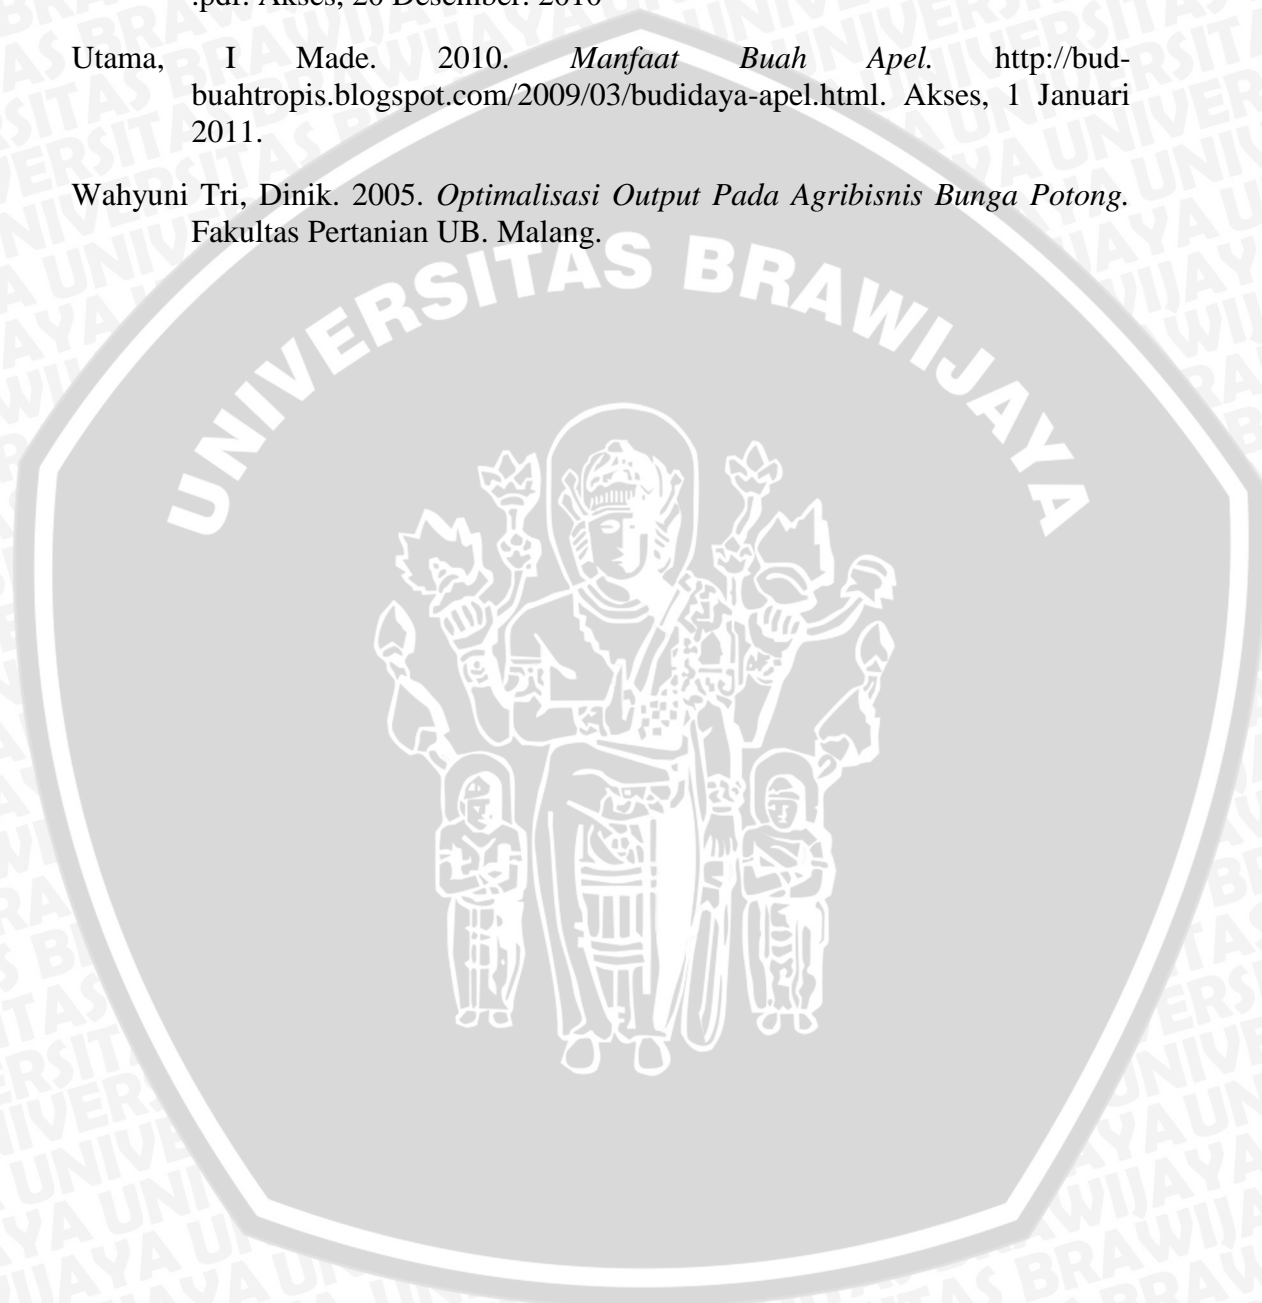 .pdf. Akses, 20 Desember. 2010
Utama, I Made. 2010. Manfaat Buah Apel. http://bud-
buahtropis.blogspot.com/2009/03/budidaya-apel.html. Akses, 1 Januari
2011.
Wahyuni Tri, Dinik. 2005. Optimalisasi Output Pada Agribisnis Bunga Potong.
Fakultas Pertanian UB. Malang.
UNIVERSITAS BRAWIJAYA